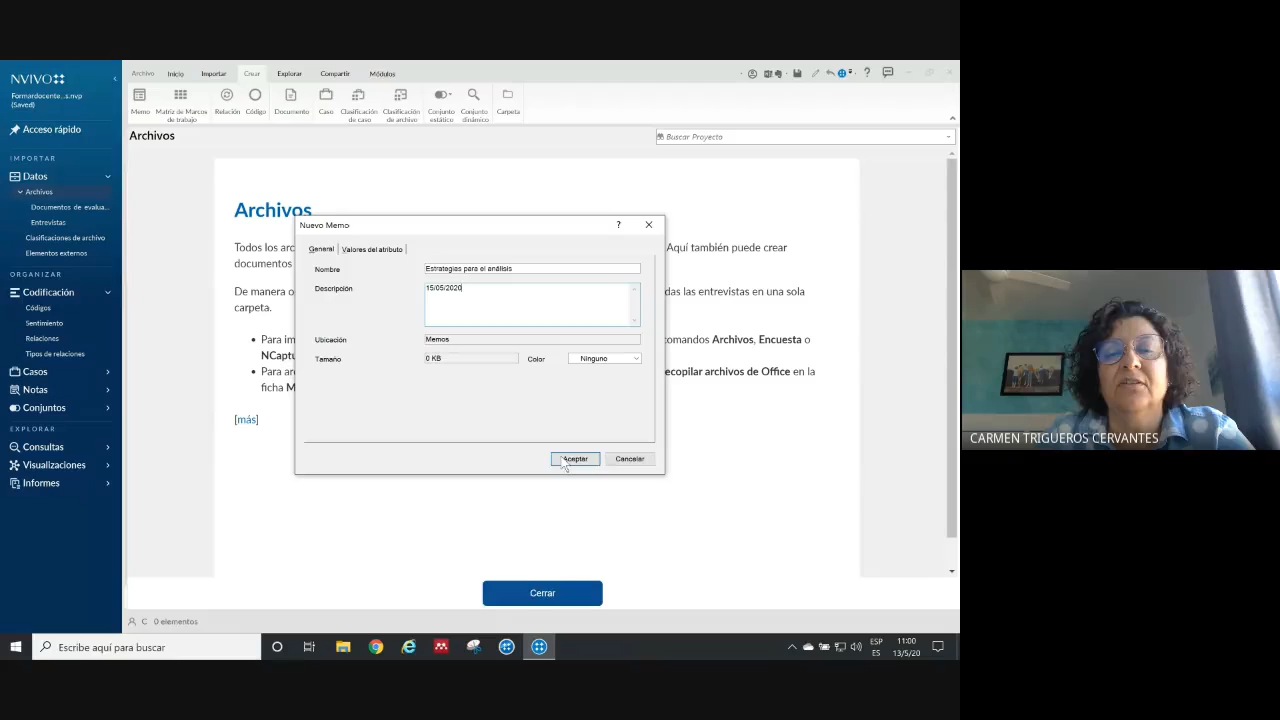 NVIVO
Formardocente...s.nvp
(Saved)
Acceso rápido
IMPORTAR
Datos
Archivos
Documentos de evalua...
Entrevistas
Clasificaciones de archivo
Elementos externos
ORGANIZAR
Codificación
Códigos
Sentimiento
Relaciones
Tipos de relaciones
Casos
Notas
Conjuntos
EXPLORAR
Consultas
Visualizaciones
Informes
Archivo Inicio Importar Crear Explorar Compartir Módulos
Memo Matriz de Marcos de trabajo Relación Código Documento Caso Clasificación de caso Clasificación de archivo Conjunto estático Conjunto dinámico Carpeta
Archivos
Buscar Proyecto
Archivos
Todos los arc
Aquí también puede crear
documentos
De manera o
das las entrevistas en una sola
carpeta.
Para im
comandos Archivos, Encuesta o
NCaptu
Para ar
ecopilar archivos de Office en la
ficha M
[más]
Nuevo Memo
General Valores del atributo
Nombre Estrategias para el análisis
Descripción 15/05/2020
Ubicación Memos
Tamaño 0 KB Color Ninguno
Aceptar Cancelar
Cerrar
C 0 elementos
Escribe aquí para buscar
ESP
ES
11:00
13/5/20
CARMEN TRIGUEROS CERVANTES